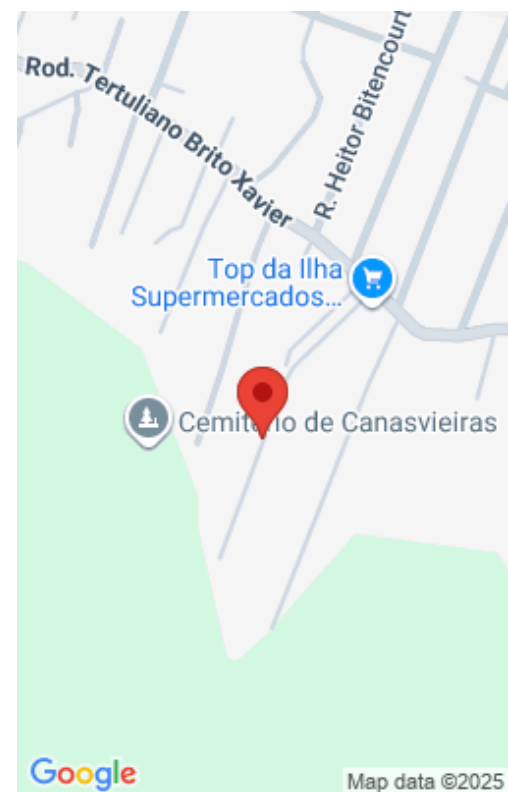 Rod. Tertuliano Brito Xavier
R. Heitor Bitencourt
Top da Ilha
Supermercados...
Cemitério de Canasvieiras
Google
Map data ©2025